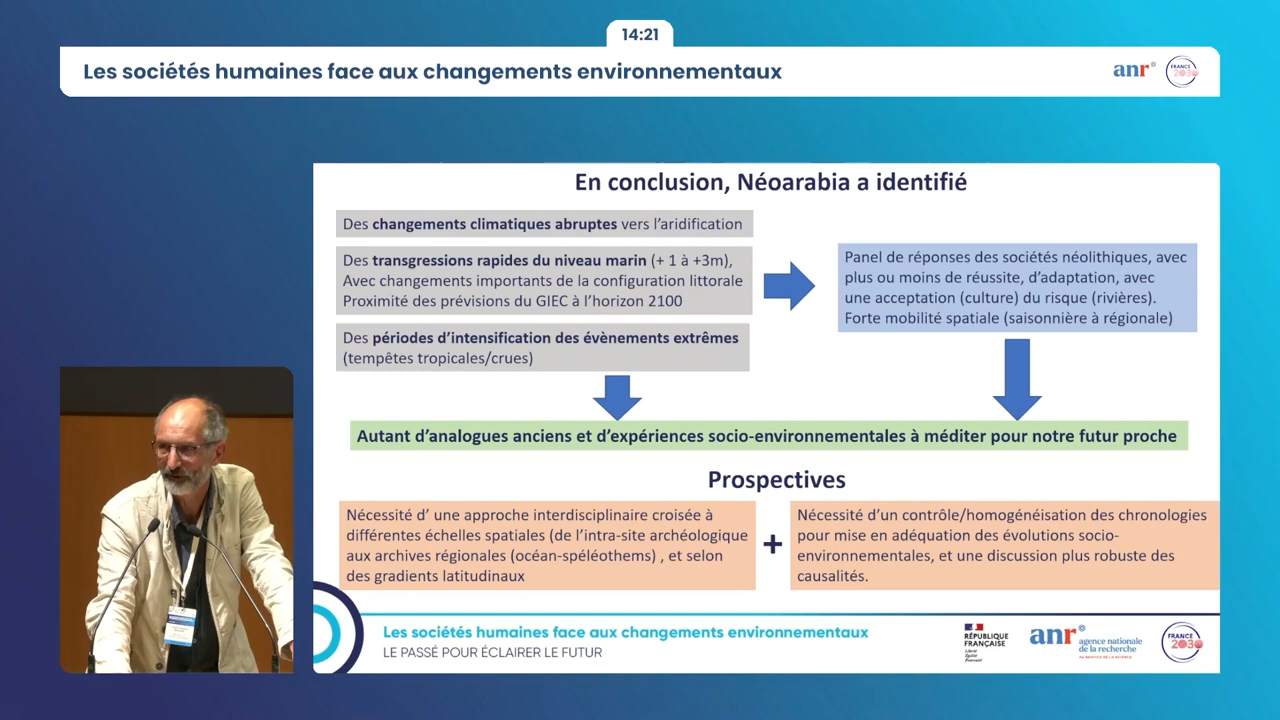 14:21
Les sociétés humaines face aux changements environnementaux
anr
FRANCE
2030
En conclusion, Néoarabia a identifié
Des changements climatiques abruptes vers l'aridification
Des transgressions rapides du niveau marin (+ 1 à +3m),
Avec changements importants de la configuration littorale
Proximité des prévisions du GIEC à l'horizon 2100
Des périodes d'intensification des évènements extrêmes
(tempêtes tropicales/crues)
Panel de réponses des sociétés néolithiques, avec
plus ou moins de réussite, d'adaptation, avec
une acceptation (culture) du risque (rivières).
Forte mobilité spatiale (saisonnière à régionale)
Autant d'analogues anciens et d'expériences socio-environnementales à méditer pour notre futur proche
Prospectives
Nécessité d' une approche interdisciplinaire croisée à
différentes échelles spatiales (de l'intra-site archéologique
aux archives régionales (océan-spéléothems) , et selon
des gradients latitudinaux
+
Nécessité d'un contrôle/homogénéisation des chronologies
pour mise en adéquation des évolutions socio-
environnementales, et une discussion plus robuste des
causalités.
Les sociétés humaines face aux changements environnementaux
LE PASSÉ POUR ÉCLAIRER LE FUTUR
RÉPUBLIQUE
FRANÇAISE
Liberté
Égalité
Fraternité
anr
agence nationale
de la recherche
AU SERVICE DE LA SCIENCE
FRANCE
2030